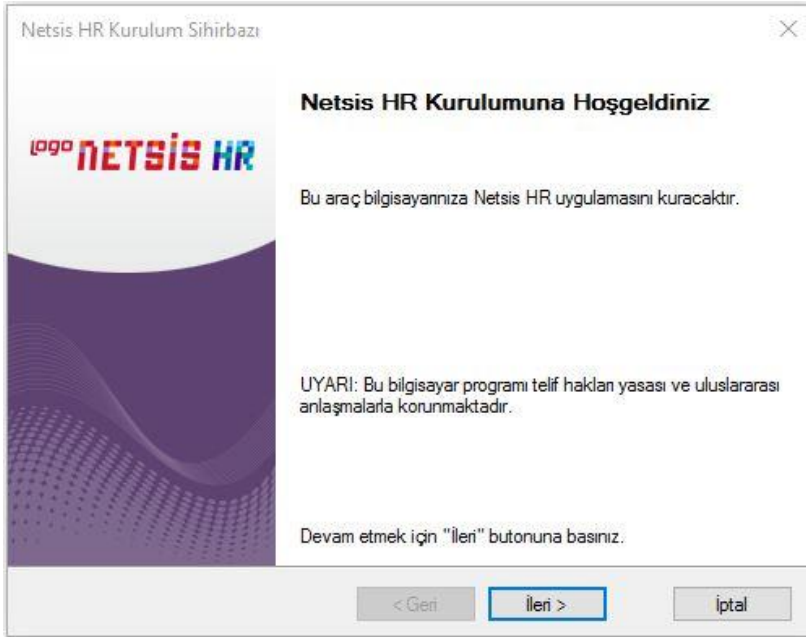 Netsis HR Kurulum Sihirbazı
Netsis HR Kurulumuna Hoşgeldiniz
LOGO NETSİS HR
Bu araç bilgisayarınıza Netsis HR uygulamasını kuracaktır.
UYARI: Bu bilgisayar programı telif hakları yasası ve uluslararası
anlaşmalarla korunmaktadır.
Devam etmek için "İleri" butonuna basınız.
< Geri
İleri >
İptal